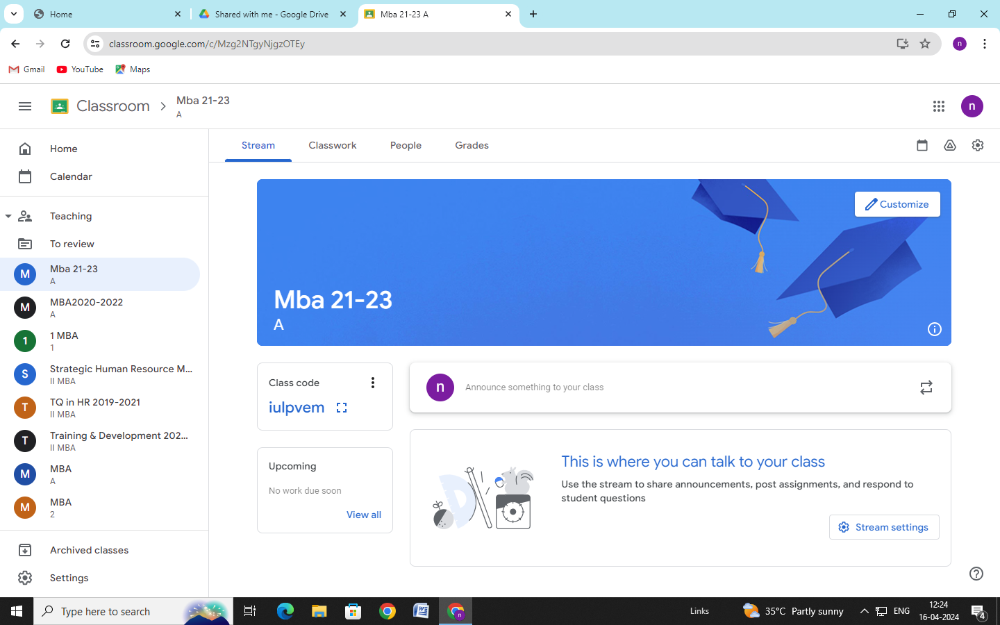 Home
Shared with me - Google Drive
Mba 21-23 A
classroom.google.com/c/Mzg2NTgyNjgzOTEy
n
Gmail
YouTube
Maps
Classroom
Mba 21-23
A
n
Home
Calendar
Teaching
To review
M
Mba 21-23
A
M
MBA2020-2022
A
1
1 MBA
1
S
Strategic Human Resource M...
II MBA
T
TQ in HR 2019-2021
II MBA
T
Training & Development 202...
II MBA
M
MBA
A
M
MBA
2
Archived classes
Settings
Stream
Classwork
People
Grades
Customize
Mba 21-23
A
Class code
iulpvem
Upcoming
No work due soon
View all
n
Announce something to your class
This is where you can talk to your class
Use the stream to share announcements, post assignments, and respond to
student questions
Stream settings
Type here to search
n
Links
35°C Partly sunny
ENG
12:24
16-04-2024
4